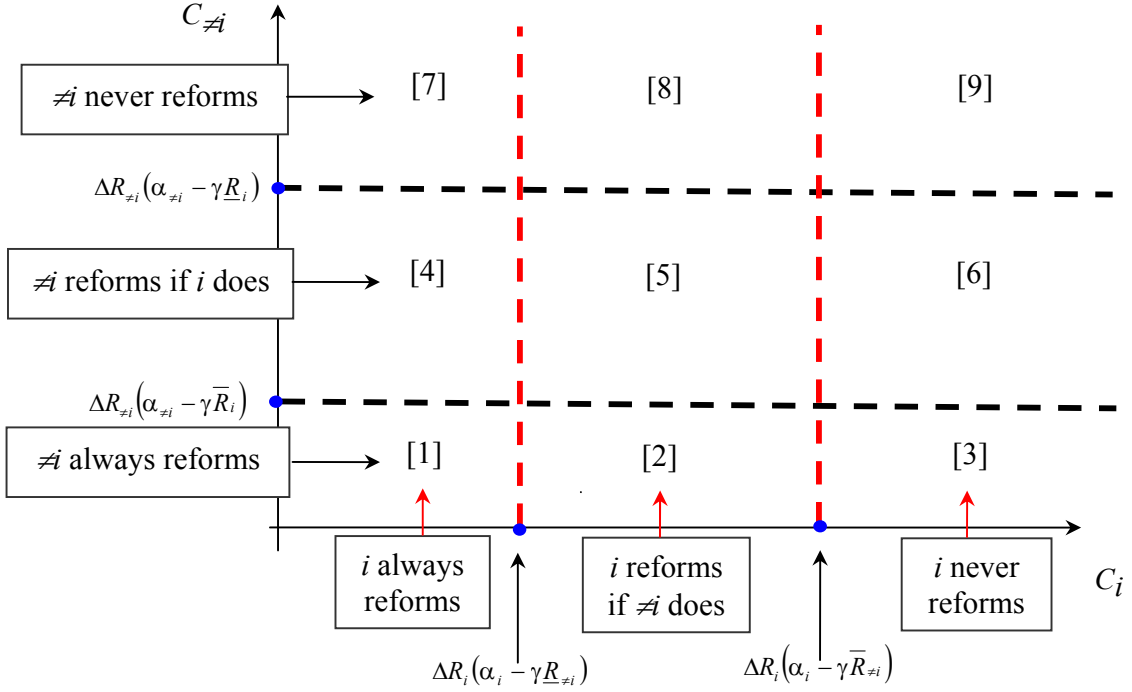 C≠i
≠i never reforms
[7] [8] [9]
ΔR≠i(α≠i − γR̲i)
≠i reforms if i does
[4] [5] [6]
ΔR≠i(α≠i − γR̅i)
≠i always reforms
[1] [2] [3]
i always
reforms
i reforms
if ≠i does
i never
reforms
Ci
ΔRi(αi − γR̲≠i)
ΔRi(αi − γR̅≠i)